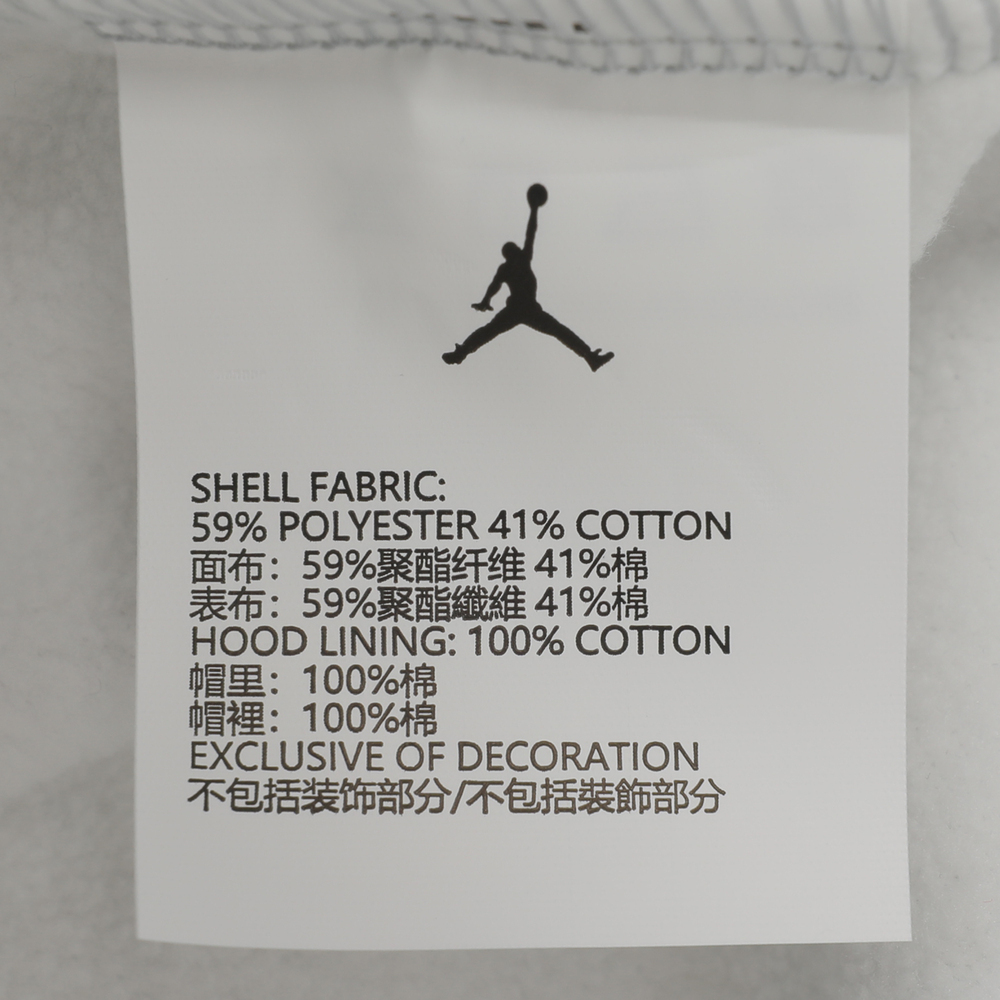 SHELL FABRIC:
59% POLYESTER 41% COTTON
面布：59%聚酯纤维 41%棉
表布：59%聚酯纖維 41%棉
HOOD LINING: 100% COTTON
帽里：100%棉
帽裡：100%棉
EXCLUSIVE OF DECORATION
不包括装饰部分/不包括裝飾部分